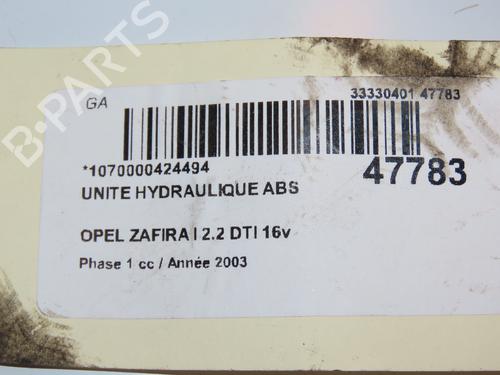 GA
33330401 47783
*1070000424494
47783
UNITE HYDRAULIQUE ABS
OPEL ZAFIRA I 2.2 DTI 16v
Phase 1 cc / Année 2003
B-PARTS